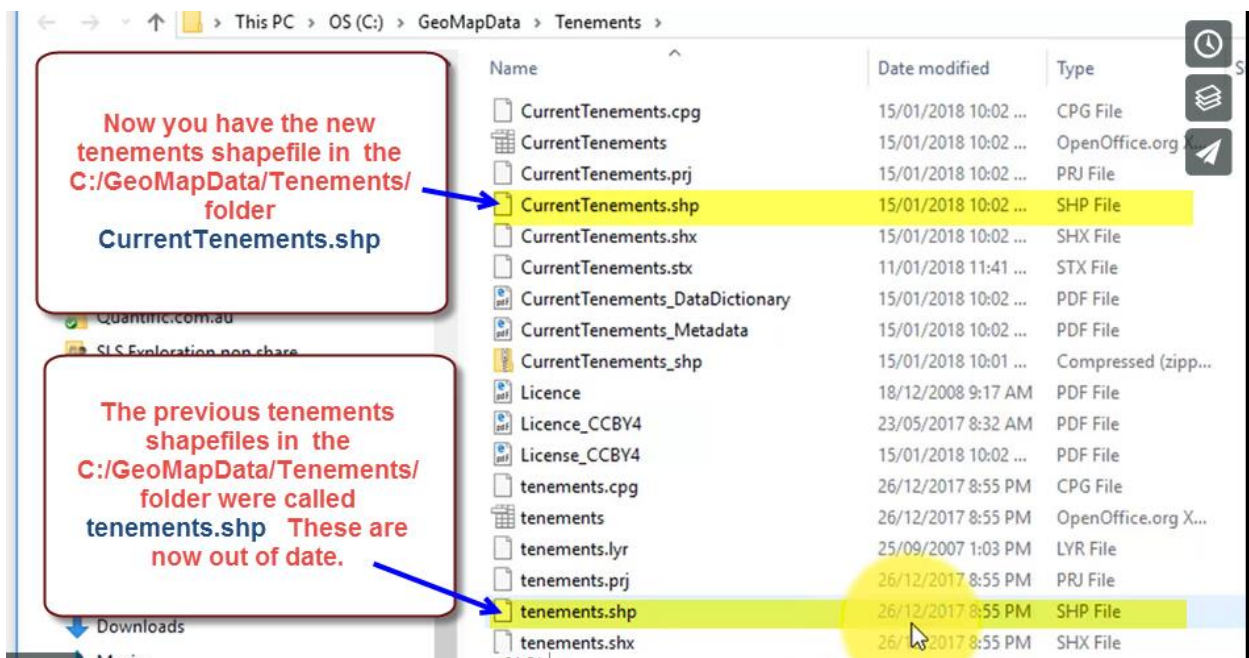 This PC > OS (C:) > GeoMapData > Tenements >
Name Date modified Type S
Now you have the new
tenements shapefile in the
C:/GeoMapData/Tenements/
folder
CurrentTenements.shp
Quantific.com.au
SLS Exploration non share
The previous tenements
shapefiles in the
C:/GeoMapData/Tenements/
folder were called
tenements.shp These are
now out of date.
Downloads
CurrentTenements.cpg 15/01/2018 10:02 ... CPG File
CurrentTenements 15/01/2018 10:02 ... OpenOffice.org X...
CurrentTenements.prj 15/01/2018 10:02 ... PRJ File
CurrentTenements.shp 15/01/2018 10:02 ... SHP File
CurrentTenements.shx 15/01/2018 10:02 ... SHX File
CurrentTenements.stx 11/01/2018 11:41 ... STX File
CurrentTenements_DataDictionary 15/01/2018 10:02 ... PDF File
CurrentTenements_Metadata 15/01/2018 10:02 ... PDF File
CurrentTenements_shp 15/01/2018 10:01 ... Compressed (zipp...
Licence 18/12/2008 9:17 AM PDF File
Licence_CCBY4 23/05/2017 8:32 AM PDF File
License_CCBY4 15/01/2018 10:02 ... PDF File
tenements.cpg 26/12/2017 8:55 PM CPG File
tenements 26/12/2017 8:55 PM OpenOffice.org X...
tenements.lyr 25/09/2007 1:03 PM LYR File
tenements.prj 26/12/2017 8:55 PM PRJ File
tenements.shp 26/12/2017 8:55 PM SHP File
tenements.shx 8:55 PM SHX File